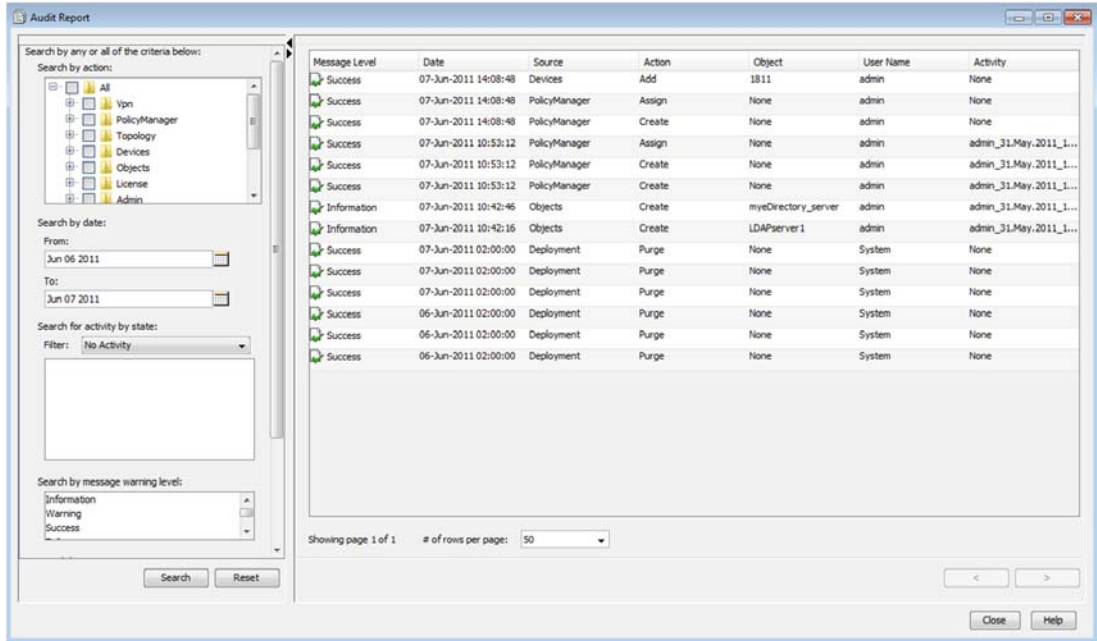 Audit Report
Search by any or all of the criteria below:
Search by action:
All
Vpn
PolicyManager
Topology
Devices
Objects
License
Admin
Search by date:
From:
Jun 06 2011
To:
Jun 07 2011
Search for activity by state:
Filter: No Activity
Search by message warning level:
Information
Warning
Success
Search Reset
Message Level Date Source Action Object User Name Activity
Success 07-Jun-2011 14:08:48 Devices Add 1811 admin None
Success 07-Jun-2011 14:08:48 PolicyManager Assign None admin None
Success 07-Jun-2011 14:08:48 PolicyManager Create None admin None
Success 07-Jun-2011 10:53:12 PolicyManager Assign None admin admin_31.May.2011_1...
Success 07-Jun-2011 10:53:12 PolicyManager Create None admin admin_31.May.2011_1...
Success 07-Jun-2011 10:53:12 PolicyManager Create None admin admin_31.May.2011_1...
Information 07-Jun-2011 10:42:46 Objects Create myeDirectory_server admin admin_31.May.2011_1...
Information 07-Jun-2011 10:42:16 Objects Create LDAPserver1 admin admin_31.May.2011_1...
Success 07-Jun-2011 02:00:00 Deployment Purge None System None
Success 07-Jun-2011 02:00:00 Deployment Purge None System None
Success 07-Jun-2011 02:00:00 Deployment Purge None System None
Success 06-Jun-2011 02:00:00 Deployment Purge None System None
Success 06-Jun-2011 02:00:00 Deployment Purge None System None
Success 06-Jun-2011 02:00:00 Deployment Purge None System None
Showing page 1 of 1 # of rows per page: 50
< >
Close Help